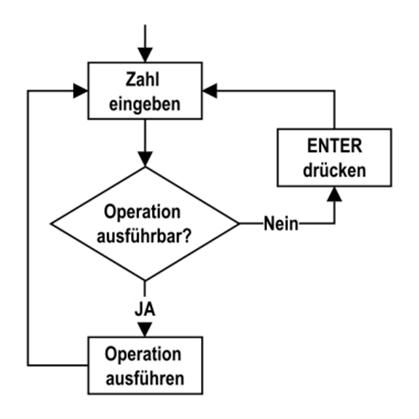 Zahl
eingeben
ENTER
drücken
Operation
ausführbar?
Nein
JA
Operation
ausführen